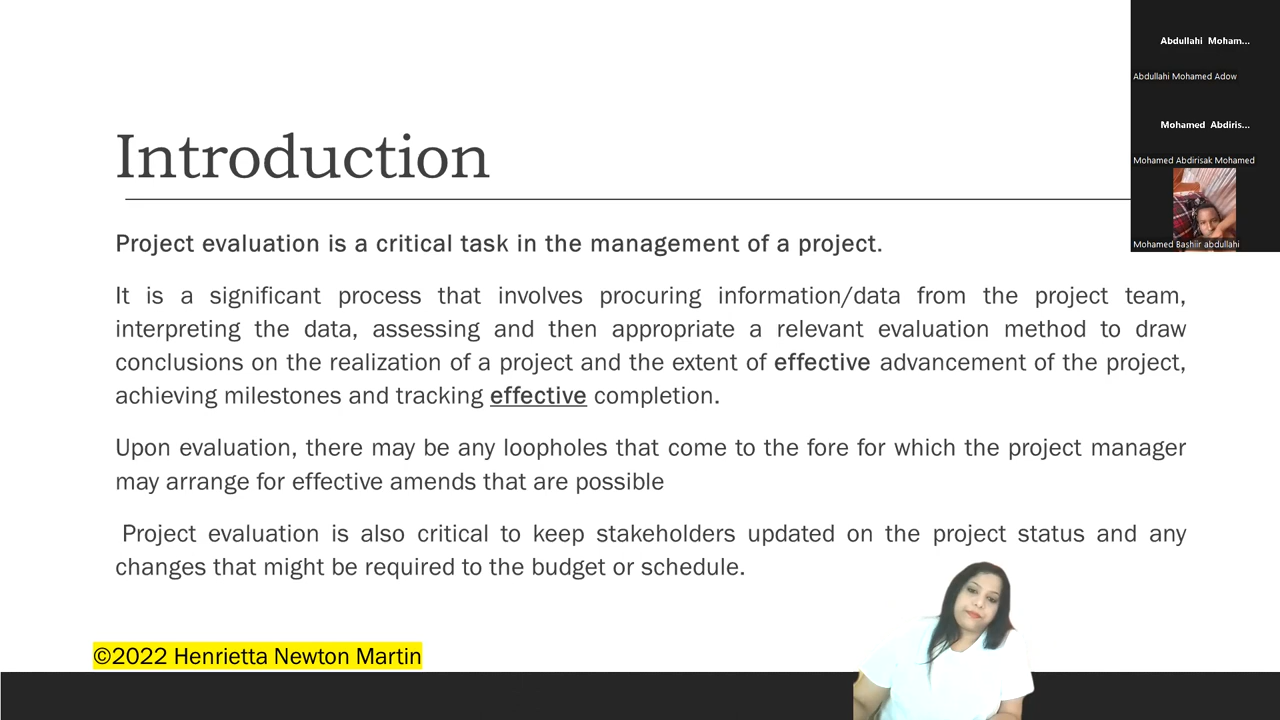 Abdullahi Moham...
Abdullahi Mohamed Adow
Mohamed Abdiris...
Mohamed Abdirisak Mohamed
Mohamed Bashiir abdullahi
Introduction
Project evaluation is a critical task in the management of a project.
It is a significant process that involves procuring information/data from the project team,
interpreting the data, assessing and then appropriate a relevant evaluation method to draw
conclusions on the realization of a project and the extent of effective advancement of the project,
achieving milestones and tracking effective completion.
Upon evaluation, there may be any loopholes that come to the fore for which the project manager
may arrange for effective amends that are possible
Project evaluation is also critical to keep stakeholders updated on the project status and any
changes that might be required to the budget or schedule.
©2022 Henrietta Newton Martin